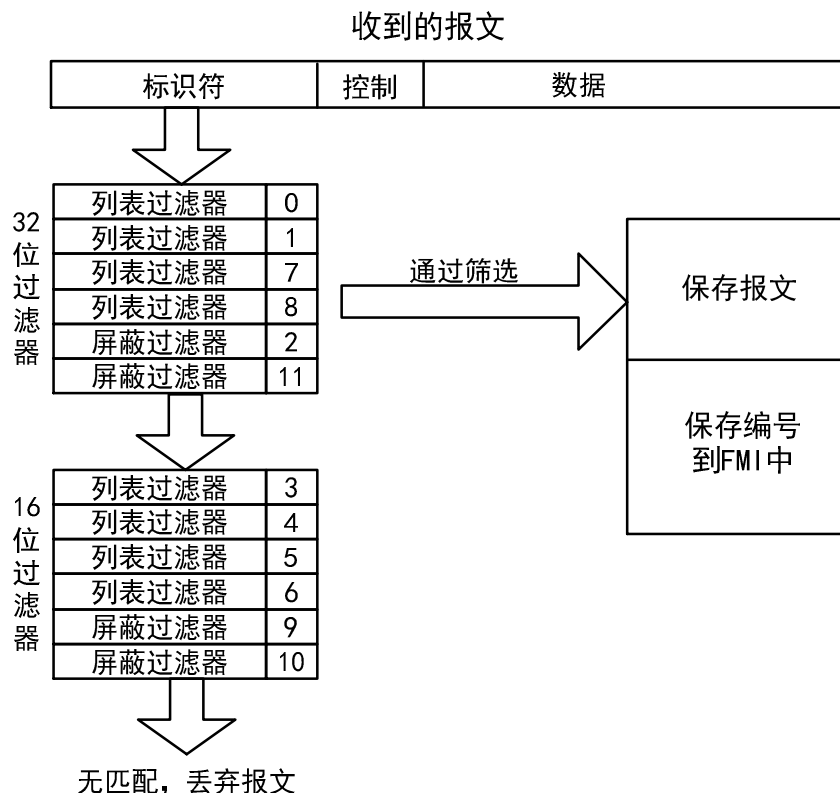 收到的报文
标识符 控制 数据
32位过滤器
列表过滤器 0
列表过滤器 1
列表过滤器 7
列表过滤器 8
屏蔽过滤器 2
屏蔽过滤器 11
通过筛选
保存报文
保存编号
到FMI中
16位过滤器
列表过滤器 3
列表过滤器 4
列表过滤器 5
列表过滤器 6
屏蔽过滤器 9
屏蔽过滤器 10
无匹配，丢弃报文